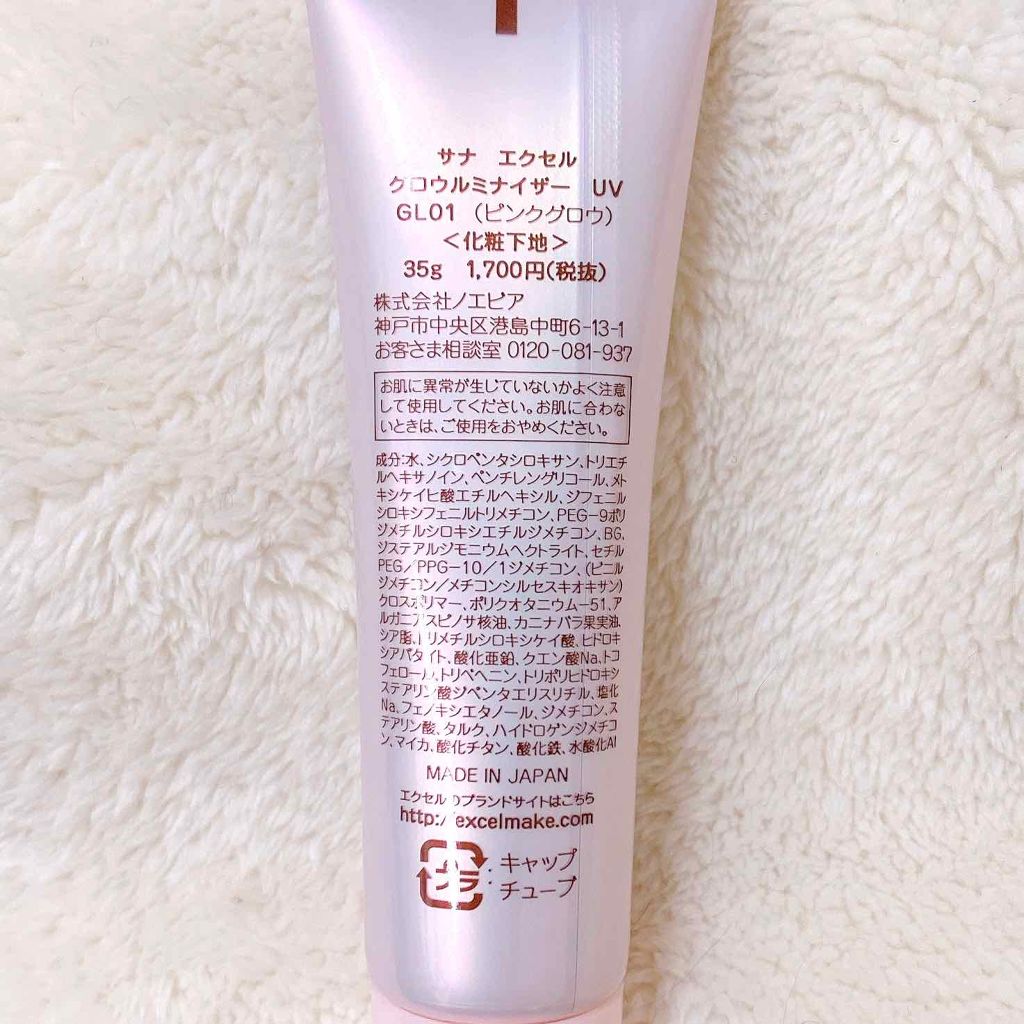 サナ エクセル
グロウルミナイザー UV
GL01 (ピンクグロウ)
<化粧下地>
35g 1,700円(税抜)
株式会社ノエビア
神戸市中央区港島中町6-13-1
お客さま相談室 0120-081-937
お肌に異常が生じていないかよく注意
して使用してください。お肌に合わな
いときは、ご使用をおやめください。
成分:水、シクロペンタシロキサン、トリエチ
ルヘキサノイン、ペンチレングリコール、メト
キシケイヒ酸エチルヘキシル、ジフェニル
シロキシフェニルトリメチコン、PEG-9ポリ
ジメチルシロキシエチルジメチコン、BG、
ジステアルジモニウムヘクトライト、セチル
PEG/PPG-10/1ジメチコン、(ビニル
ジメチコン/メチコンシルセスキオキサン)
クロスポリマー、ポリクオタニウム-51、ア
ルガニアスピノサ核油、カニナバラ果実油、
シア脂、トリメチルシロキシケイ酸、ヒドロキ
シアパタイト、酸化亜鉛、クエン酸Na、トコ
フェロール、トリベヘニン、トリポリヒドロキシ
ステアリン酸ジペンタエリスリチル、塩化
Na、フェノキシエタノール、ジメチコン、ス
テアリン酸、タルク、ハイドロゲンジメチコ
ン、マイカ、酸化チタン、酸化鉄、水酸化Al
MADE IN JAPAN
エクセルのブランドサイトはこちら
http://excelmake.com
プラ
: キャップ
: チューブ